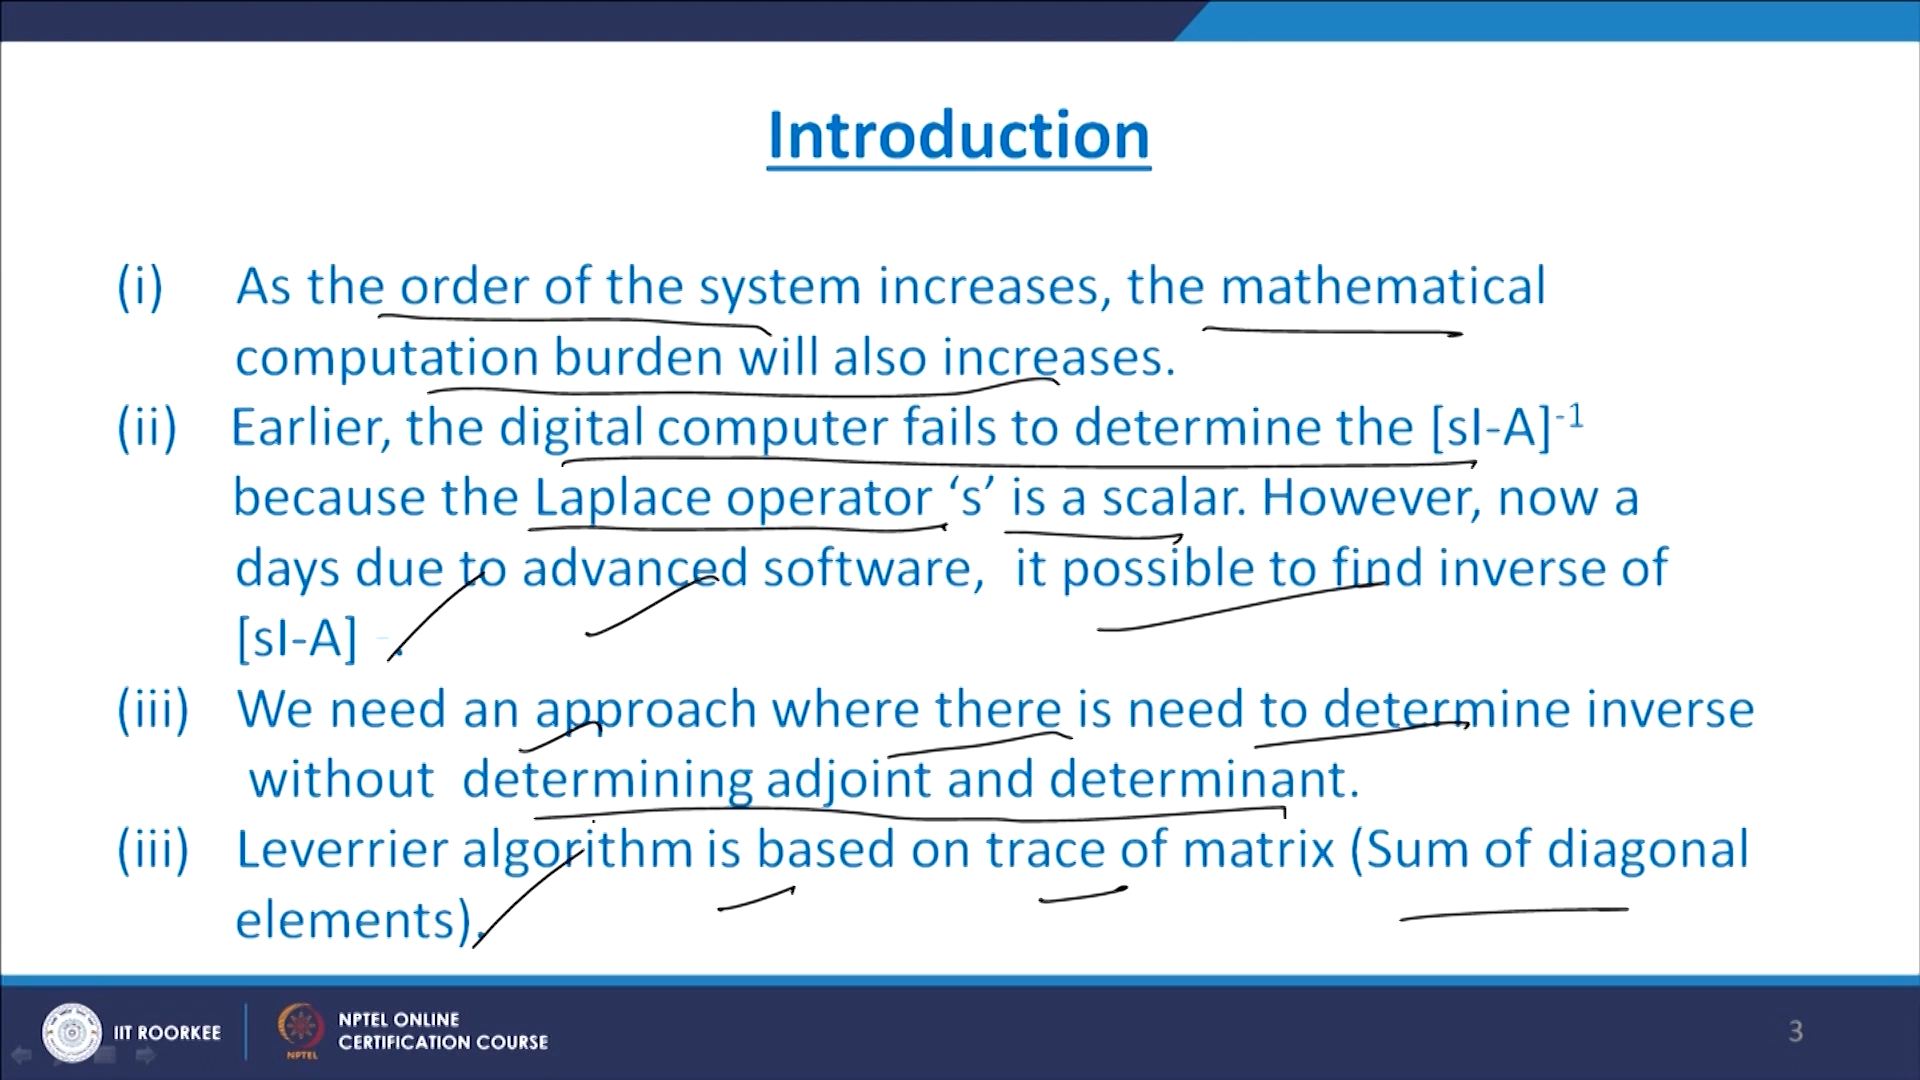 Introduction
(i) As the order of the system increases, the mathematical
computation burden will also increases.
(ii) Earlier, the digital computer fails to determine the [sI-A]-1
because the Laplace operator ‘s’ is a scalar. However, now a
days due to advanced software, it possible to find inverse of
[sI-A] .
(iii) We need an approach where there is need to determine inverse
without determining adjoint and determinant.
(iii) Leverrier algorithm is based on trace of matrix (Sum of diagonal
elements).
IIT ROORKEE
NPTEL
NPTEL ONLINE
CERTIFICATION COURSE
3